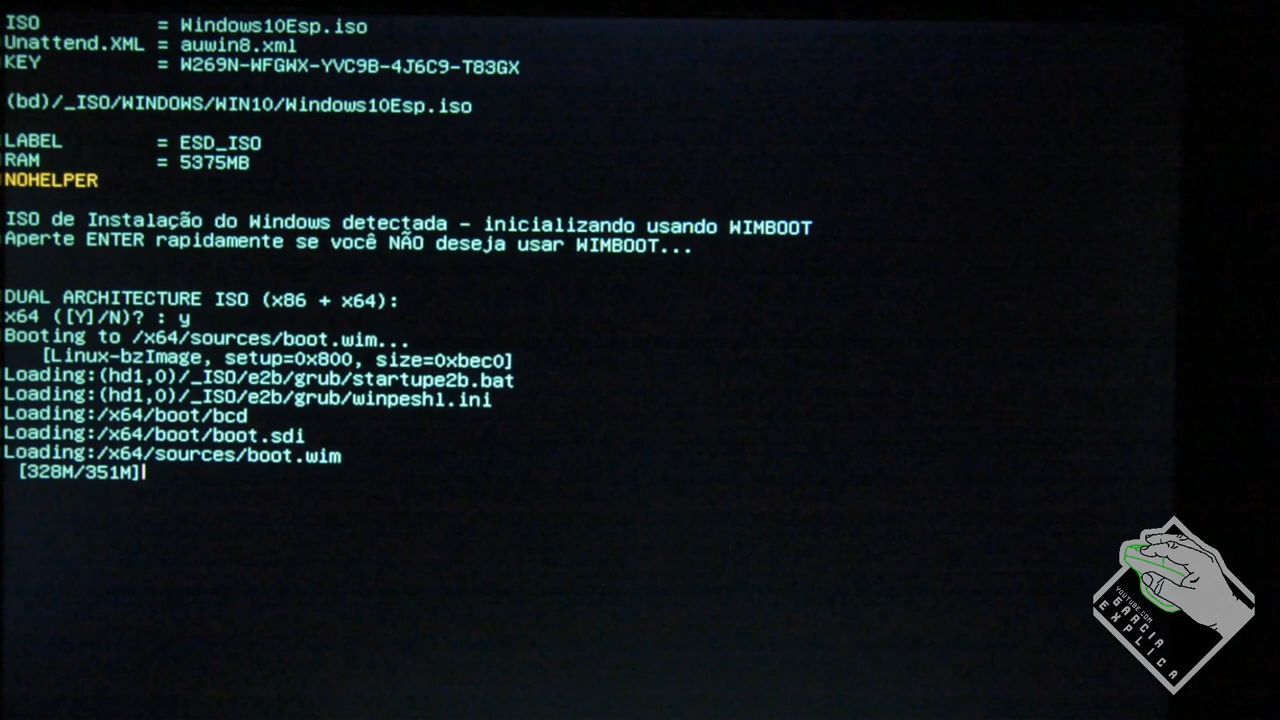 ISO = Windows10Esp.iso
Unattend.XML = auwin8.xml
KEY = W269N-WFGWX-YVC9B-4J6C9-T83GX
(bd)/_ISO/WINDOWS/WIN10/Windows10Esp.iso
LABEL = ESD_ISO
RAM = 5375MB
NOHELPER
ISO de Instalação do Windows detectada - inicializando usando WIMBOOT
Aperte ENTER rapidamente se você NÃO deseja usar WIMBOOT...
DUAL ARCHITECTURE ISO (x86 + x64):
x64 ([Y]/N)? : y
Booting to /x64/sources/boot.wim...
[Linux-bzImage, setup=0x800, size=0xbec0]
Loading:(hd1,0)/_ISO/e2b/grub/startupe2b.bat
Loading:(hd1,0)/_ISO/e2b/grub/winpeshl.ini
Loading:/x64/boot/bcd
Loading:/x64/boot/boot.sdi
Loading:/x64/sources/boot.wim
[328M/351M]
YOUTUBE.COM
GARCIA
EXPLICA